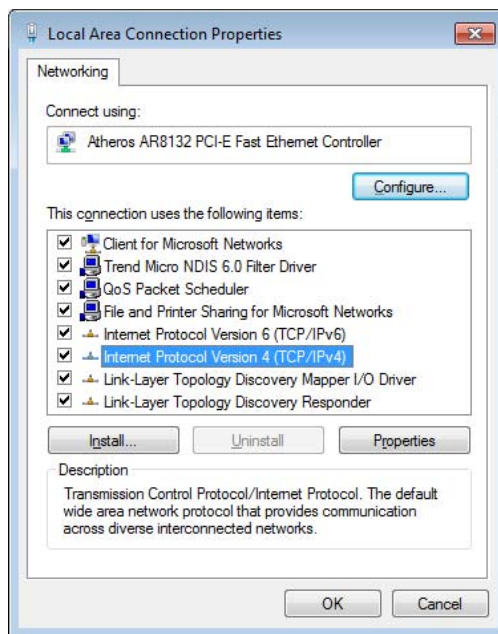 Local Area Connection Properties
Networking
Connect using:
Atheros AR8132 PCI-E Fast Ethernet Controller
Configure...
This connection uses the following items:
Client for Microsoft Networks
Trend Micro NDIS 6.0 Filter Driver
QoS Packet Scheduler
File and Printer Sharing for Microsoft Networks
Internet Protocol Version 6 (TCP/IPv6)
Internet Protocol Version 4 (TCP/IPv4)
Link-Layer Topology Discovery Mapper I/O Driver
Link-Layer Topology Discovery Responder
Install... Uninstall Properties
Description
Transmission Control Protocol/Internet Protocol. The default
wide area network protocol that provides communication
across diverse interconnected networks.
OK Cancel